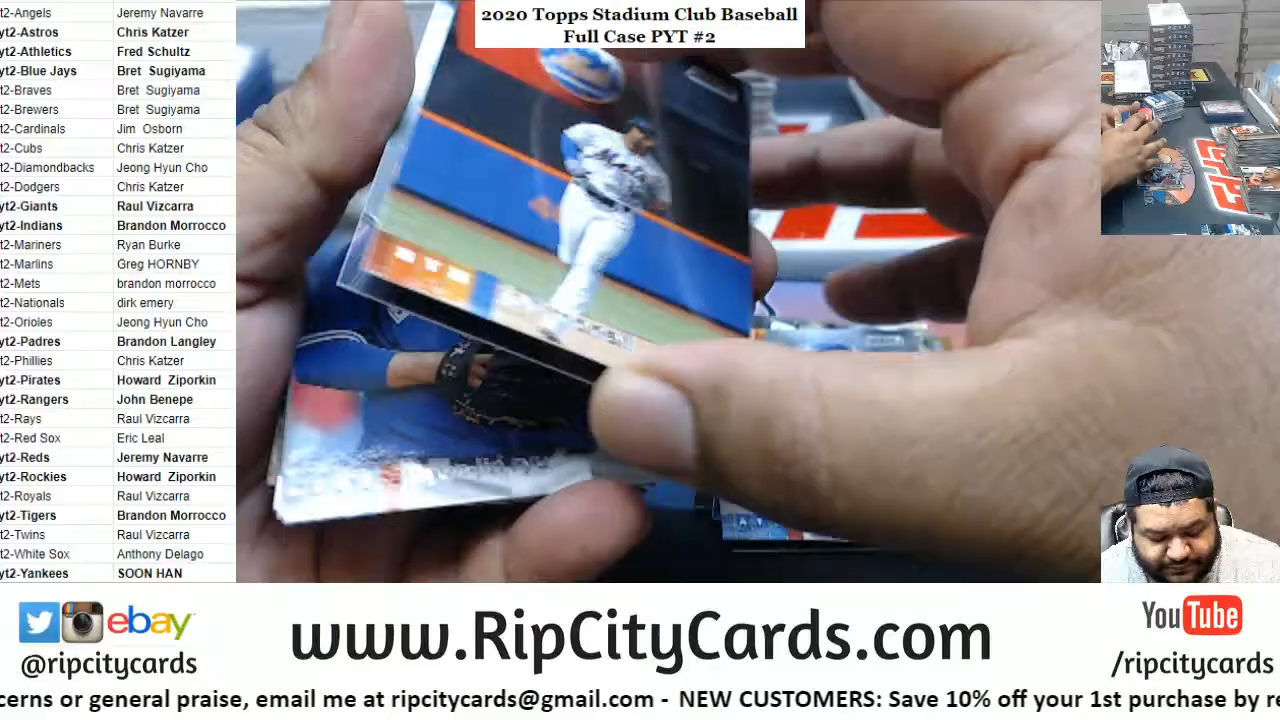 2020 Topps Stadium Club Baseball
Full Case PYT #2
t2-Angels Jeremy Navarre
yt2-Astros Chris Katzer
yt2-Athletics Fred Schultz
yt2-Blue Jays Bret Sugiyama
t2-Braves Bret Sugiyama
t2-Brewers Bret Sugiyama
t2-Cardinals Jim Osborn
t2-Cubs Chris Katzer
t2-Diamondbacks Jeong Hyun Cho
t2-Dodgers Chris Katzer
yt2-Giants Raul Vizcarra
yt2-Indians Brandon Morrocco
t2-Mariners Ryan Burke
t2-Marlins Greg HORNBY
t2-Mets brandon morrocco
t2-Nationals dirk emery
t2-Orioles Jeong Hyun Cho
yt2-Padres Brandon Langley
t2-Phillies Chris Katzer
yt2-Pirates Howard Ziporkin
yt2-Rangers John Benepe
t2-Rays Raul Vizcarra
t2-Red Sox Eric Leal
yt2-Reds Jeremy Navarre
yt2-Rockies Howard Ziporkin
t2-Royals Raul Vizcarra
yt2-Tigers Brandon Morrocco
t2-Twins Raul Vizcarra
t2-White Sox Anthony Delago
yt2-Yankees SOON HAN
Mets
ebay
@ripcitycards
www.RipCityCards.com
YouTube
/ripcitycards
cerns or general praise, email me at ripcitycards@gmail.com - NEW CUSTOMERS: Save 10% off your 1st purchase by re